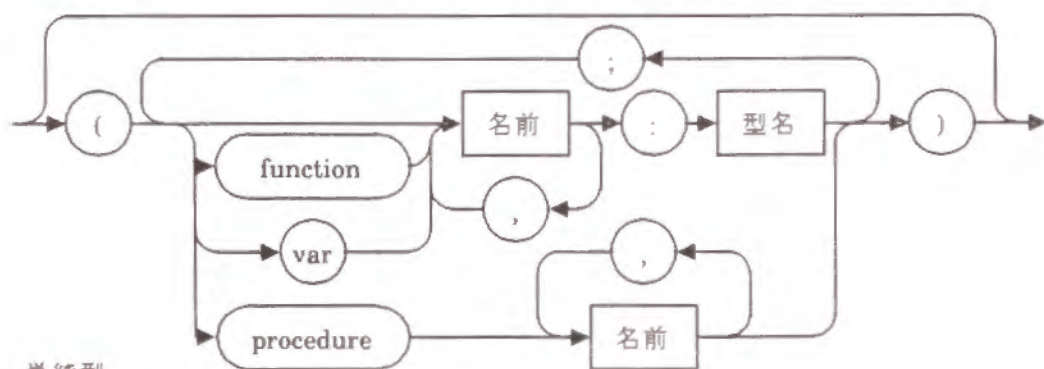 ;
( 名前 : 型名 )
function
,
var
,
procedure 名前